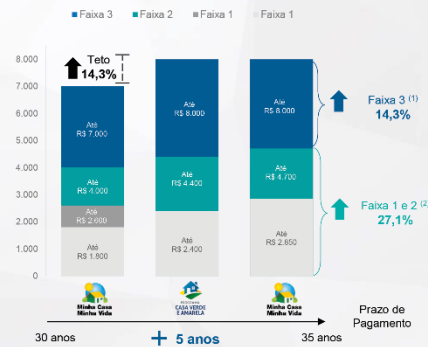 Faixa 3 Faixa 2 Faixa 1 Faixa 1
8.000
7.000
6.000
5.000
4.000
3.000
2.000
1.000
0
Teto
14,3%
Até
R$ 7.000
Até
R$ 4.000
Até
R$ 2.600
Até
R$ 1.800
Até
R$ 8.000
Até
R$ 4.400
Até
R$ 2.400
Até
R$ 8.000
Até
R$ 4.700
Até
R$ 2.850
Faixa 3 (1)
14,3%
Faixa 1 e 2 (2)
27,1%
Minha Casa
Minha Vida
CASA VERDE
E AMARELA
Minha Casa
Minha Vida
Prazo de
Pagamento
30 anos
+ 5 anos
35 anos